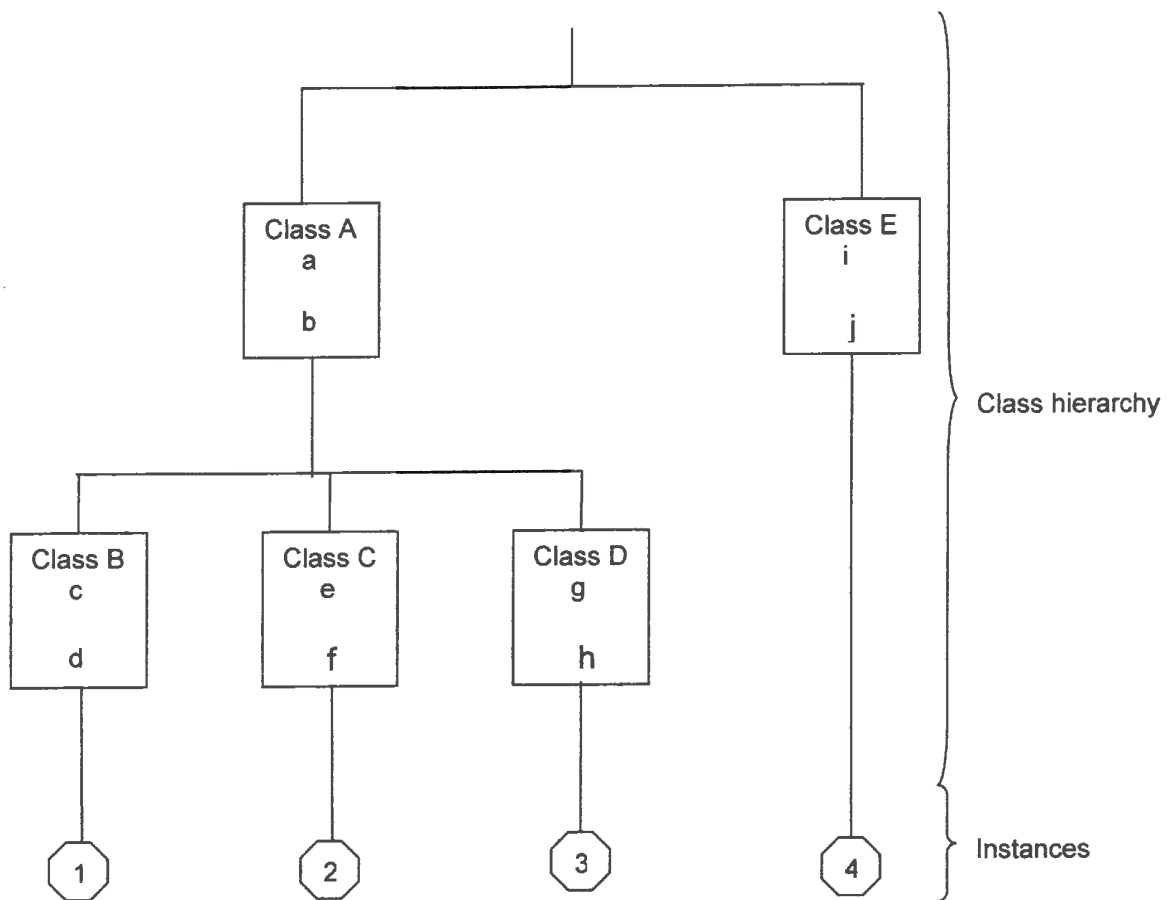 Class A
a
b
Class E
i
j
Class hierarchy
Class B
c
d
Class C
e
f
Class D
g
h
1
2
3
4
Instances